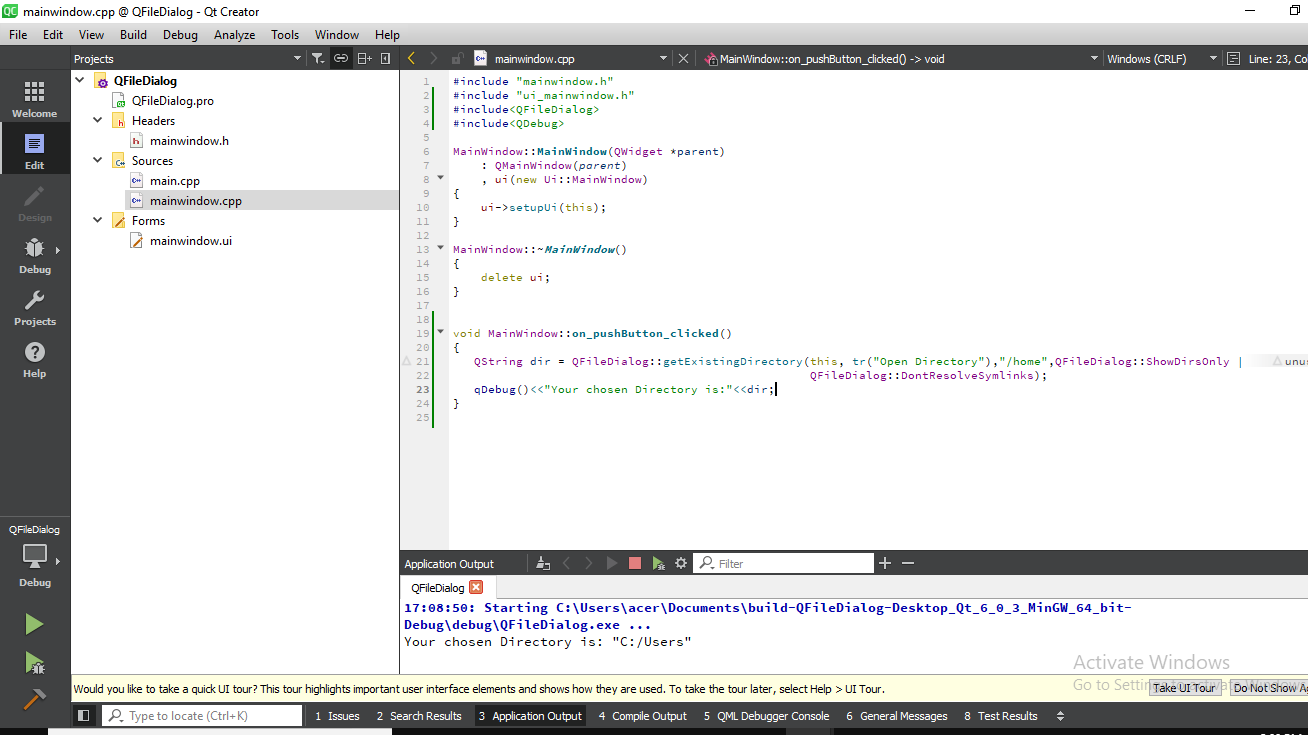 mainwindow.cpp @ QFileDialog - Qt Creator
File Edit View Build Debug Analyze Tools Window Help
Projects
mainwindow.cpp
MainWindow::on_pushButton_clicked() -> void
Windows (CRLF)
Line: 23, Co
Welcome
Edit
Design
Debug
Projects
Help
QFileDialog
QFileDialog.pro
Headers
mainwindow.h
Sources
main.cpp
mainwindow.cpp
Forms
mainwindow.ui
1 #include "mainwindow.h"
2 #include "ui_mainwindow.h"
3 #include<QFileDialog>
4 #include<QDebug>
5
6 MainWindow::MainWindow(QWidget *parent)
7 : QMainWindow(parent)
8 , ui(new Ui::MainWindow)
9 {
10 ui->setupUi(this);
11 }
12
13 MainWindow::~MainWindow()
14 {
15 delete ui;
16 }
17
18
19 void MainWindow::on_pushButton_clicked()
20 {
21 QString dir = QFileDialog::getExistingDirectory(this, tr("Open Directory"),"/home",QFileDialog::ShowDirsOnly | unu
22 QFileDialog::DontResolveSymlinks);
23 qDebug()<<"Your chosen Directory is:"<<dir;
24 }
25
QFileDialog
Debug
Application Output
Filter
QFileDialog
17:08:50: Starting C:\Users\acer\Documents\build-QFileDialog-Desktop_Qt_6_0_3_MinGW_64_bit-
Debug\debug\QFileDialog.exe ...
Your chosen Directory is: "C:/Users"
Activate Windows
Go to Settin
Would you like to take a quick UI tour? This tour highlights important user interface elements and shows how they are used. To take the tour later, select Help > UI Tour.
Take UI Tour
Do Not Show A
Type to locate (Ctrl+K)
1 Issues 2 Search Results 3 Application Output 4 Compile Output 5 QML Debugger Console 6 General Messages 8 Test Results